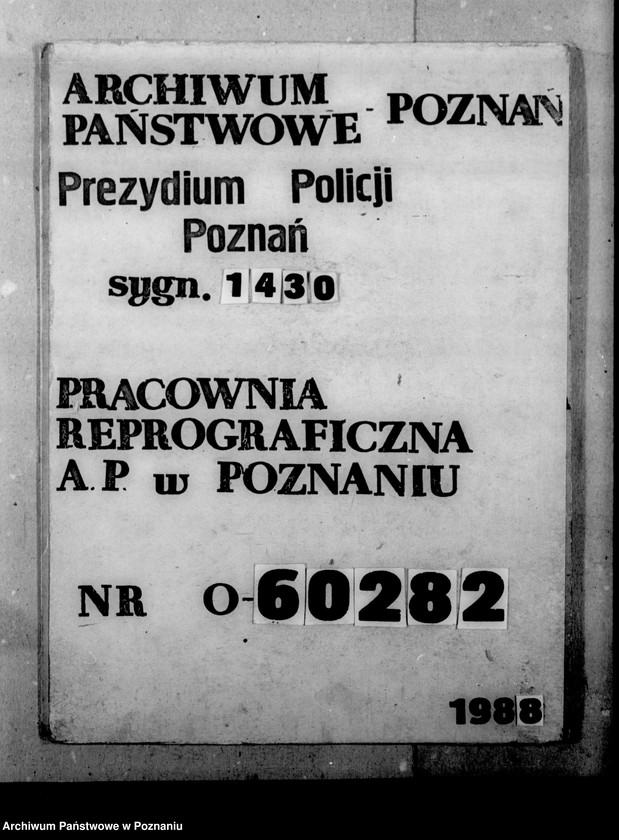 ARCHIWUM
PAŃSTWOWE - POZNAŃ
Prezydium Policji
Poznań
sygn. 1430
PRACOWNIA
REPROGRAFICZNA
A.P. w POZNANIU
NR O-60282
1988
Archiwum Państwowe w Poznaniu